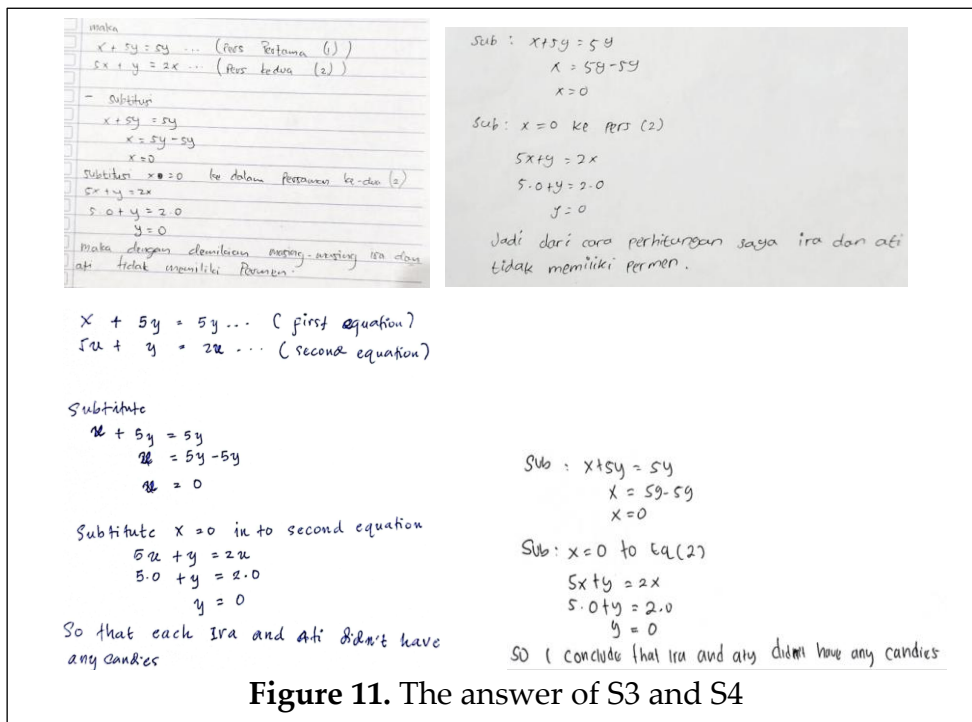 maka
x + 5y = 5y ... (Pers Pertama (1))
5x + y = 2x ... (Pers kedua (2))
- Subtitusi
x + 5y = 5y
x = 5y - 5y
x = 0
Subtitusi x = 0 ke dalam Persamaan ke-dua (2)
5x + y = 2x
5.0 + y = 2.0
y = 0
maka dengan demikian masing-masing ira dan
ati tidak memiliki Permen.
Sub : x+5y = 5y
x = 5y-5y
x = 0
Sub : x = 0 ke Pers (2)
5x+y = 2x
5.0+y = 2.0
y = 0
Jadi dari cara perhitungan saya ira dan ati
tidak memiliki permen.
x + 5y = 5y ... (first equation)
5x + y = 2x ... (second equation)
Substitute
x + 5y = 5y
x = 5y - 5y
x = 0
Subtitute x = 0 in to second equation
5x + y = 2x
5.0 + y = 2.0
y = 0
So that each Ira and Ati didn't have
any candies
Sub : x+5y = 5y
x = 5y-5y
x = 0
Sub : x = 0 to Eq (2)
5x+y = 2x
5.0+y = 2.0
y = 0
SO I conclude that Ira and aty didn't have any candies
Figure 11. The answer of S3 and S4